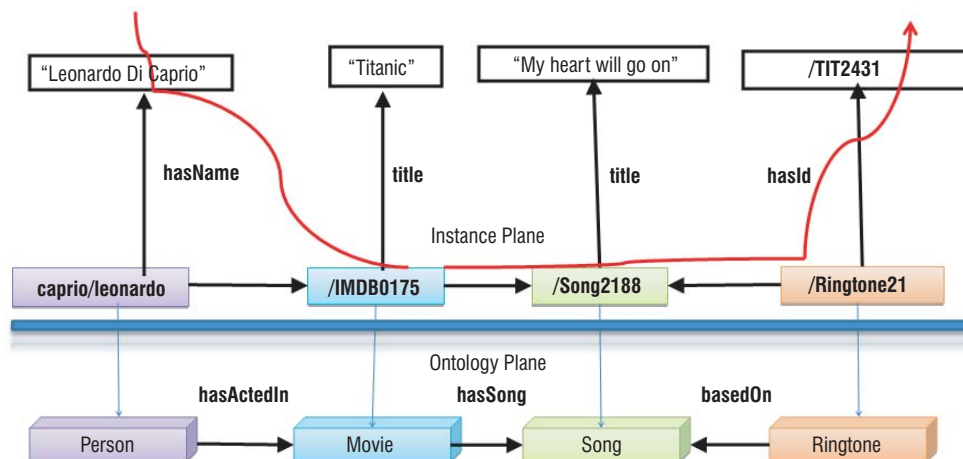 “Leonardo Di Caprio”
“Titanic”
“My heart will go on”
/TIT2431
hasName
title
title
hasId
Instance Plane
caprio/leonardo
/IMDB0175
/Song2188
/Ringtone21
Ontology Plane
hasActedIn
hasSong
basedOn
Person
Movie
Song
Ringtone